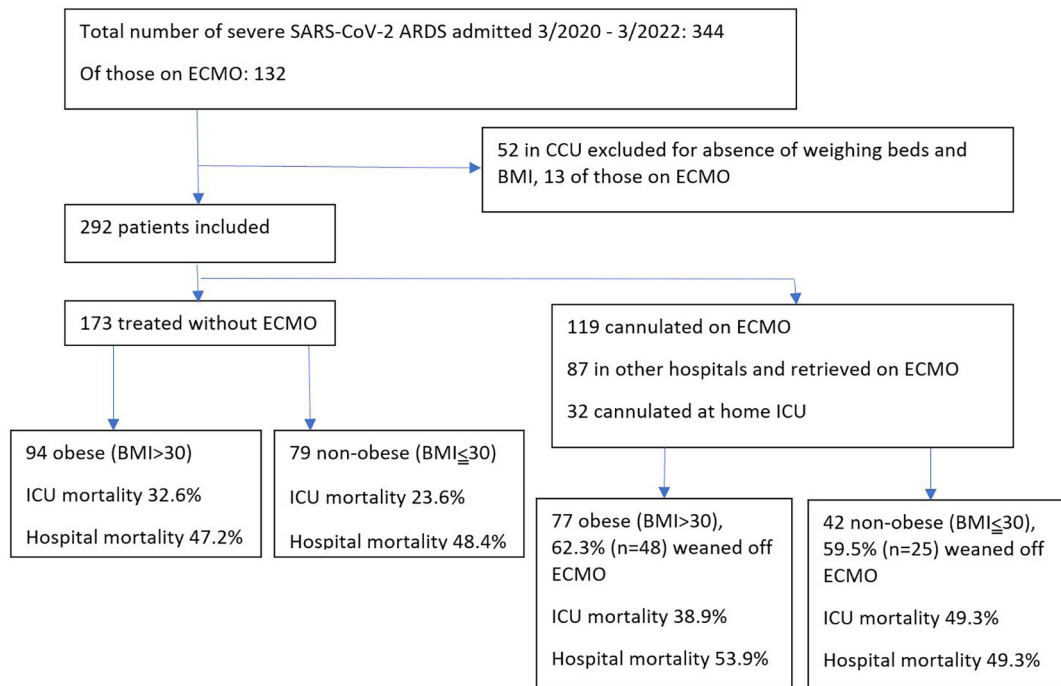 Total number of severe SARS-CoV-2 ARDS admitted 3/2020 - 3/2022: 344
Of those on ECMO: 132
52 in CCU excluded for absence of weighing beds and
BMI, 13 of those on ECMO
292 patients included
173 treated without ECMO
119 cannulated on ECMO
87 in other hospitals and retrieved on ECMO
32 cannulated at home ICU
94 obese (BMI>30)
ICU mortality 32.6%
Hospital mortality 47.2%
79 non-obese (BMI≤30)
ICU mortality 23.6%
Hospital mortality 48.4%
77 obese (BMI>30),
62.3% (n=48) weaned off
ECMO
ICU mortality 38.9%
Hospital mortality 53.9%
42 non-obese (BMI≤30),
59.5% (n=25) weaned off
ECMO
ICU mortality 49.3%
Hospital mortality 49.3%